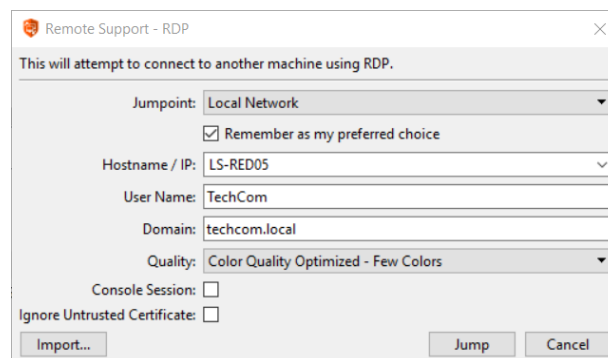 Remote Support - RDP
This will attempt to connect to another machine using RDP.
Jumpoint: Local Network
Remember as my preferred choice
Hostname / IP: LS-RED05
User Name: TechCom
Domain: techcom.local
Quality: Color Quality Optimized - Few Colors
Console Session:
Ignore Untrusted Certificate:
Import... Jump Cancel